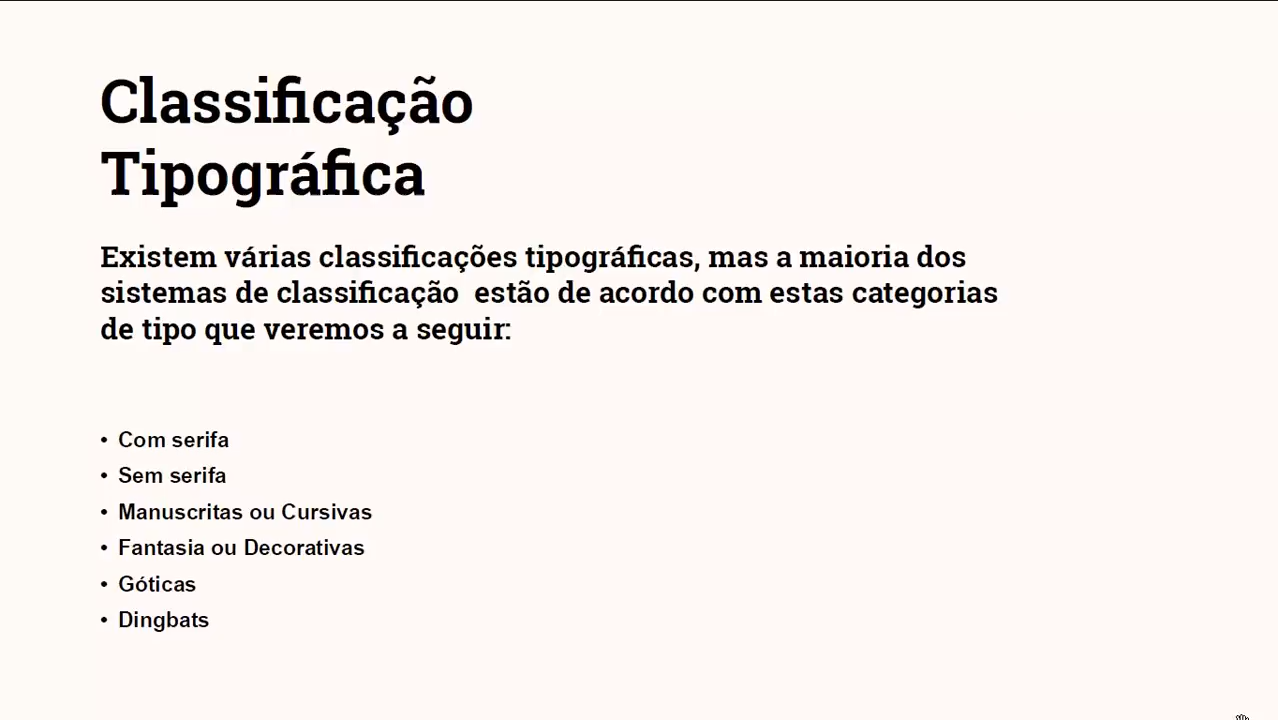 Classificação
Tipográfica
Existem várias classificações tipográficas, mas a maioria dos
sistemas de classificação  estão de acordo com estas categorias
de tipo que veremos a seguir:
• Com serifa
• Sem serifa
• Manuscritas ou Cursivas
• Fantasia ou Decorativas
• Góticas
• Dingbats